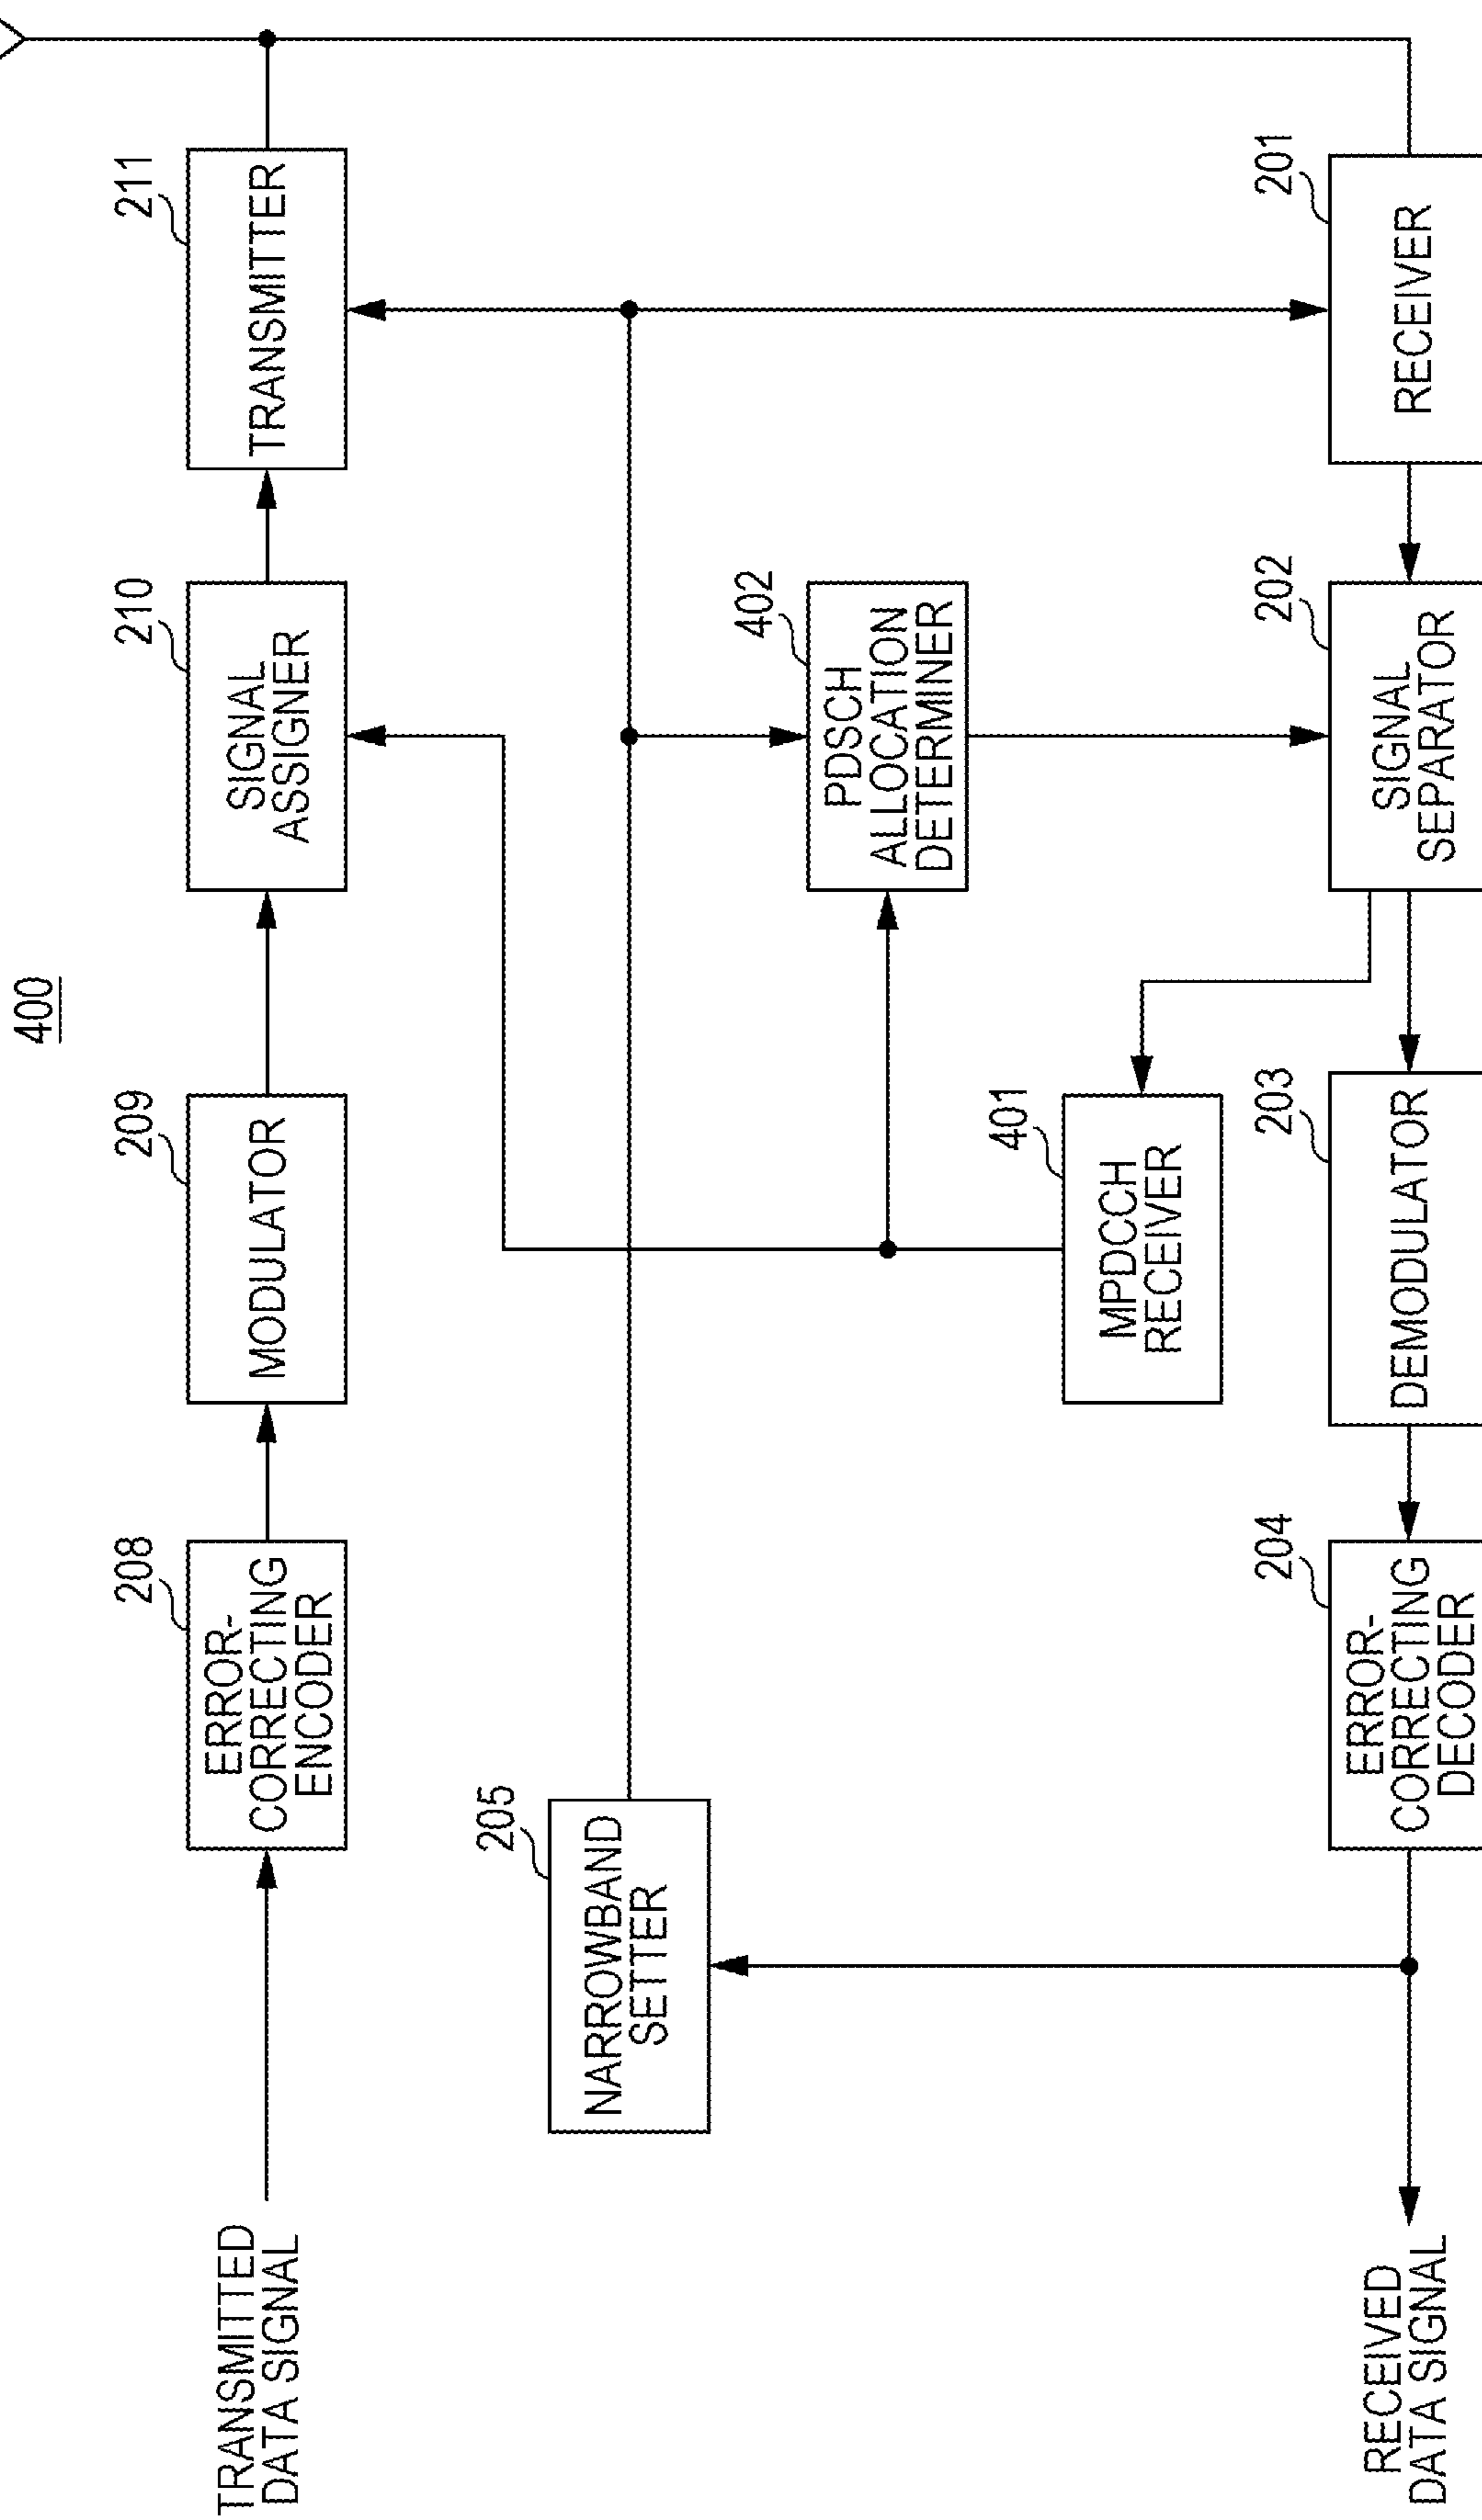 400
TRANSMITTED
DATA SIGNAL
208
ERROR-
CORRECTING
ENCODER
209
MODULATOR
210
SIGNAL
ASSIGNER
211
TRANSMITTER
205
NARROWBAND
SETTER
402
PDSCH
ALLOCATION
DETERMINER
401
MPDCCH
RECEIVER
RECEIVED
DATA SIGNAL
204
ERROR-
CORRECTING
DECODER
203
DEMODULATOR
202
SIGNAL
SEPARATOR
201
RECEIVER